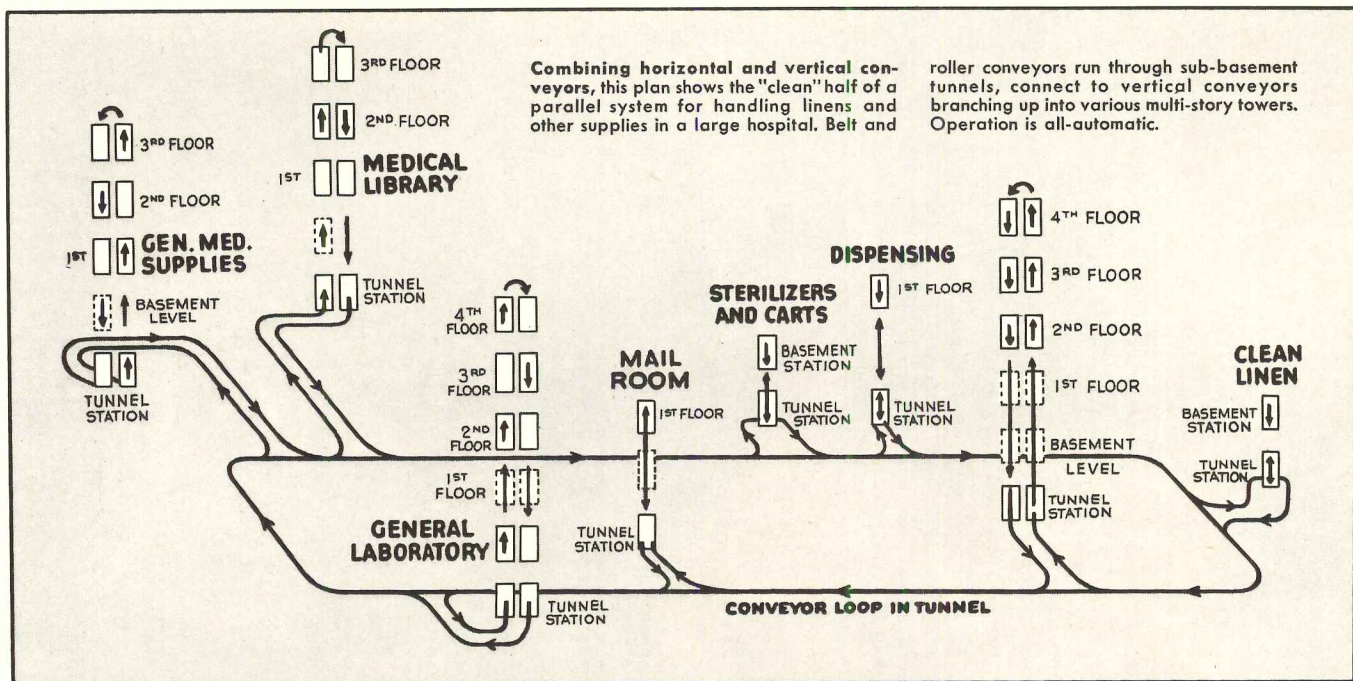 Combining horizontal and vertical con-
veyors, this plan shows the "clean" half of a
parallel system for handling linens and
other supplies in a large hospital. Belt and
roller conveyors run through sub-basement
tunnels, connect to vertical conveyors
branching up into various multi-story towers.
Operation is all-automatic.
3RD FLOOR
2ND FLOOR
1ST
GEN. MED.
SUPPLIES
BASEMENT
LEVEL
TUNNEL
STATION
3RD FLOOR
2ND FLOOR
1ST
MEDICAL
LIBRARY
TUNNEL
STATION
4TH
FLOOR
3RD
FLOOR
2ND
FLOOR
1ST
FLOOR
GENERAL
LABORATORY
TUNNEL
STATION
MAIL
ROOM
1ST FLOOR
TUNNEL
STATION
STERILIZERS
AND CARTS
BASEMENT
STATION
TUNNEL
STATION
DISPENSING
1ST FLOOR
TUNNEL
STATION
4TH FLOOR
3RD FLOOR
2ND FLOOR
1ST FLOOR
BASEMENT
LEVEL
TUNNEL
STATION
CLEAN
LINEN
BASEMENT
STATION
TUNNEL
STATION
CONVEYOR LOOP IN TUNNEL